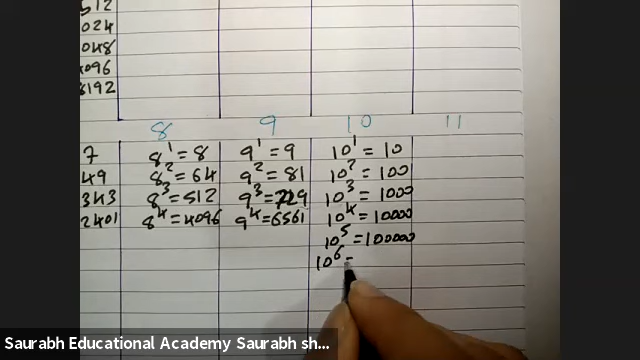 512
024
048
4096
8192
8 9 10 11
7 8¹ = 8 9¹ = 9 10¹ = 10
49 8² = 64 9² = 81 10² = 100
343 8³ = 512 9³ = 729 10³ = 1000
2401 8⁴ = 4096 9⁴ = 6561 10⁴ = 10000
10⁵ = 100000
10⁶ =
Saurabh Educational Academy Saurabh sh...